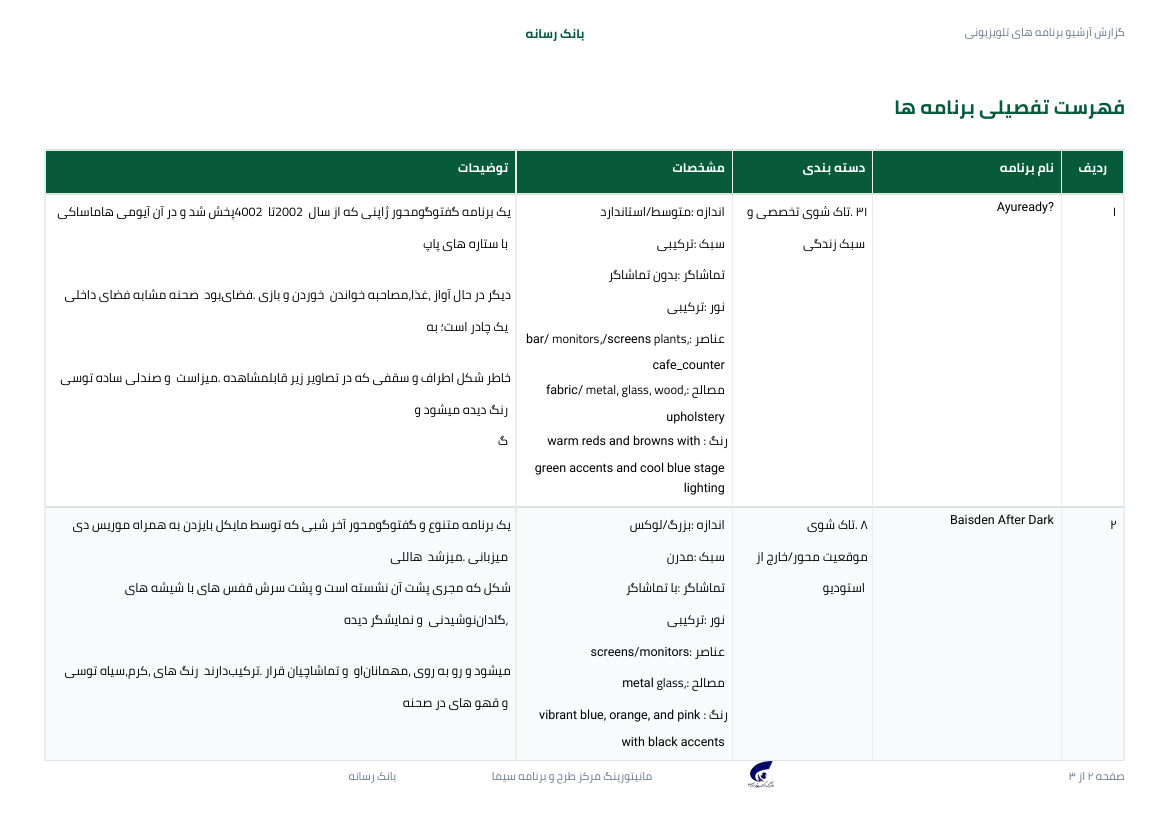 گزارش آرشیو برنامه های تلویزیونی
بانک رسانه
فهرست تفصیلی برنامه ها
ردیف
نام برنامه
دسته بندی
مشخصات
توضیحات
۱
Ayuready?
۳۱ .تاک شوی تخصصی و
سبک زندگی
اندازه :متوسط/استاندارد
سبک :ترکیبی
تماشاگر :بدون تماشاگر
نور :ترکیبی
عناصر :,bar/ monitors,/screens plants
cafe_counter
مصالح :,fabric/ metal, glass, wood
upholstery
رنگ : warm reds and browns with
green accents and cool blue stage
lighting
یک برنامه گفتوگومحور ژاپنی که از سال 2002تا 4002پخش شد و در آن آیومی هاماساکی
با ستاره های پاپ
دیگر در حال آواز ,غذا,مصاحبه خواندن خوردن و بازی .فضای‌بود صحنه مشابه فضای داخلی
یک چادر است؛ به
خاطر شکل اطراف و سقفی که در تصاویر زیر قابلمشاهده .میزاست و صندلی ساده توسی
رنگ دیده میشود و
گ
۲
Baisden After Dark
۸ .تاک شوی
موقعیت محور/خارج از
استودیو
اندازه :بزرگ/لوکس
سبک :مدرن
تماشاگر :با تماشاگر
نور :ترکیبی
عناصر :screens/monitors
مصالح :,metal glass
رنگ : vibrant blue, orange, and pink
with black accents
یک برنامه متنوع و گفتوگومحور آخر شبی که توسط مایکل بایزدن به همراه موریس دی
میزبانی .میزشد هاللی
شکل که مجری پشت آن نشسته است و پشت سرش قفس های با شیشه های
,گلدان‌نوشیدنی و نمایشگر دیده
میشود و رو به روی ,مهمانان‌او و تماشاچیان قرار .ترکیب‌دارند رنگ های ,کرم,سیاه توسی
و قهو های در صحنه
صفحه ۲ از ۳
مانیتورینگ مرکز طرح و برنامه سیما
بانک رسانه